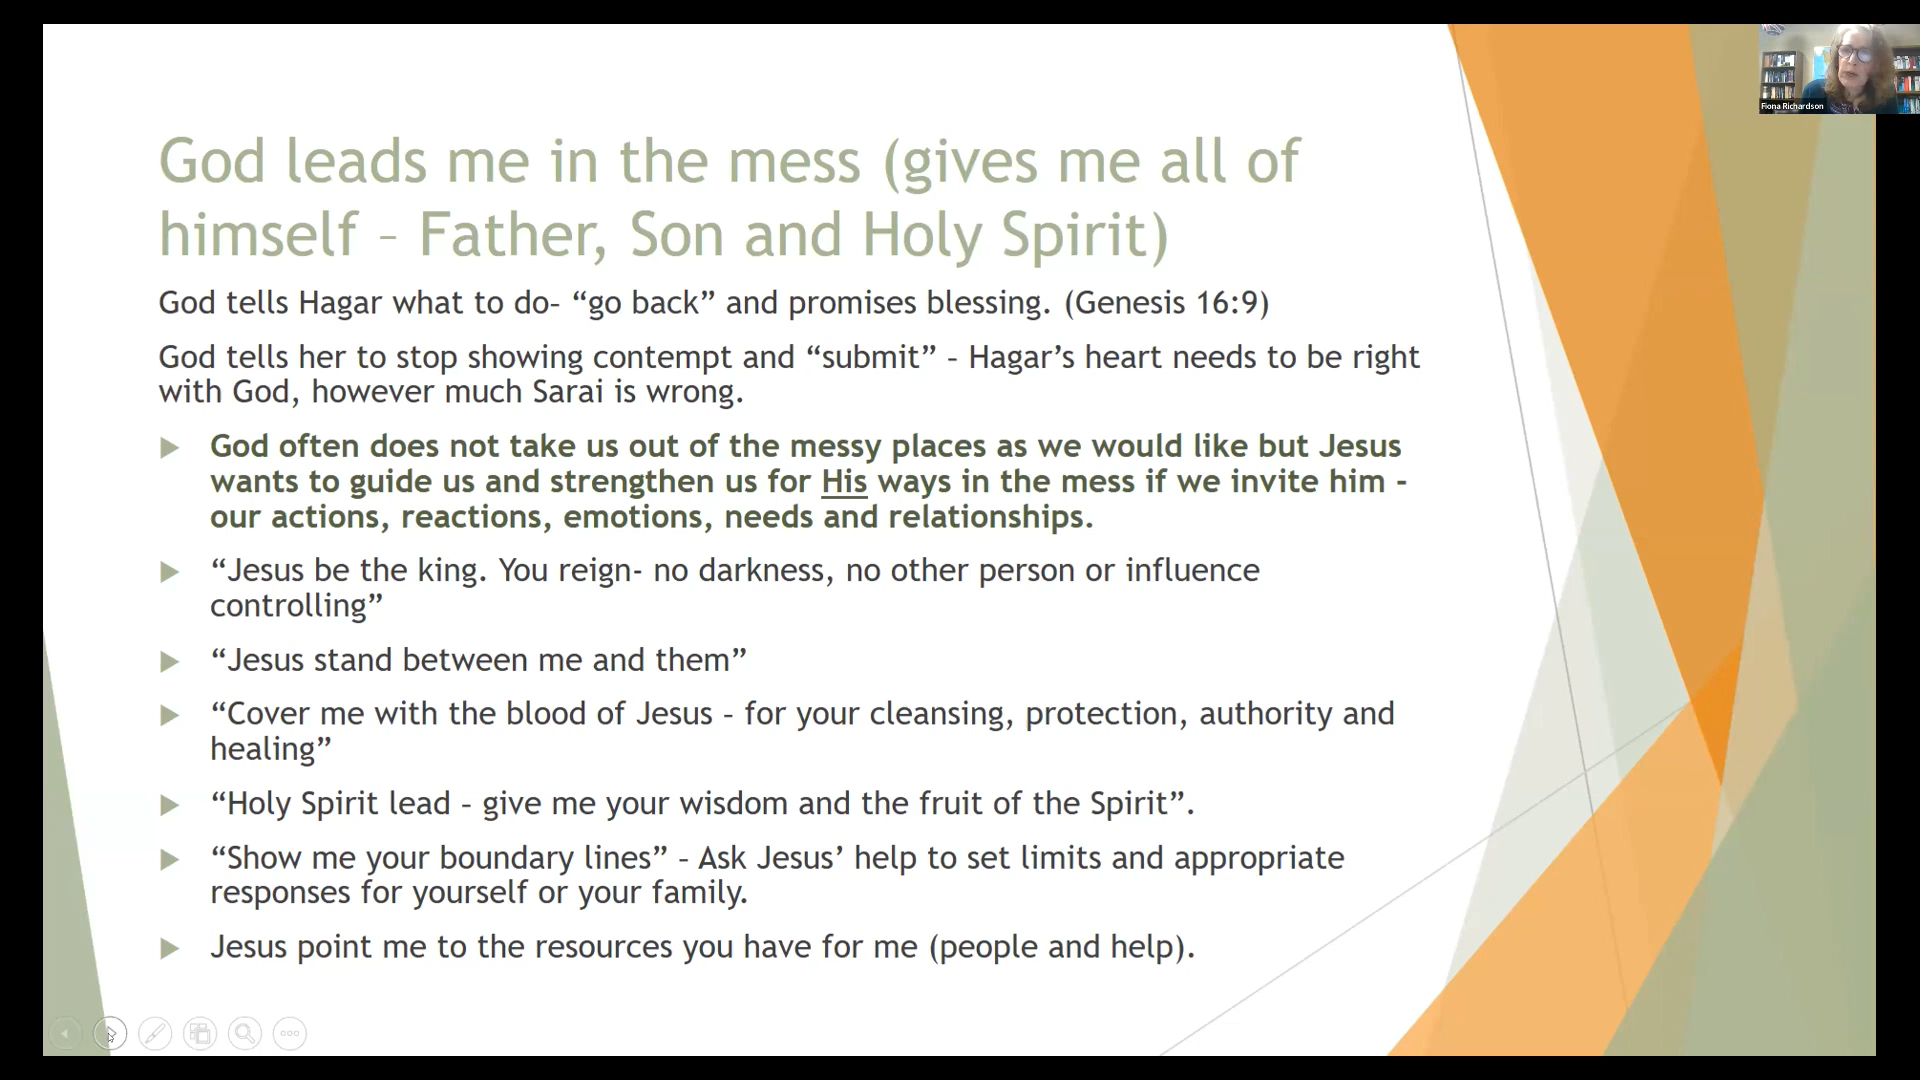 Fiona Richardson
God leads me in the mess (gives me all of
himself – Father, Son and Holy Spirit)
God tells Hagar what to do– “go back” and promises blessing. (Genesis 16:9)
God tells her to stop showing contempt and “submit” – Hagar’s heart needs to be right
with God, however much Sarai is wrong.
God often does not take us out of the messy places as we would like but Jesus
wants to guide us and strengthen us for His ways in the mess if we invite him -
our actions, reactions, emotions, needs and relationships.
“Jesus be the king. You reign- no darkness, no other person or influence
controlling”
“Jesus stand between me and them”
“Cover me with the blood of Jesus – for your cleansing, protection, authority and
healing”
“Holy Spirit lead – give me your wisdom and the fruit of the Spirit”.
“Show me your boundary lines” – Ask Jesus’ help to set limits and appropriate
responses for yourself or your family.
Jesus point me to the resources you have for me (people and help).